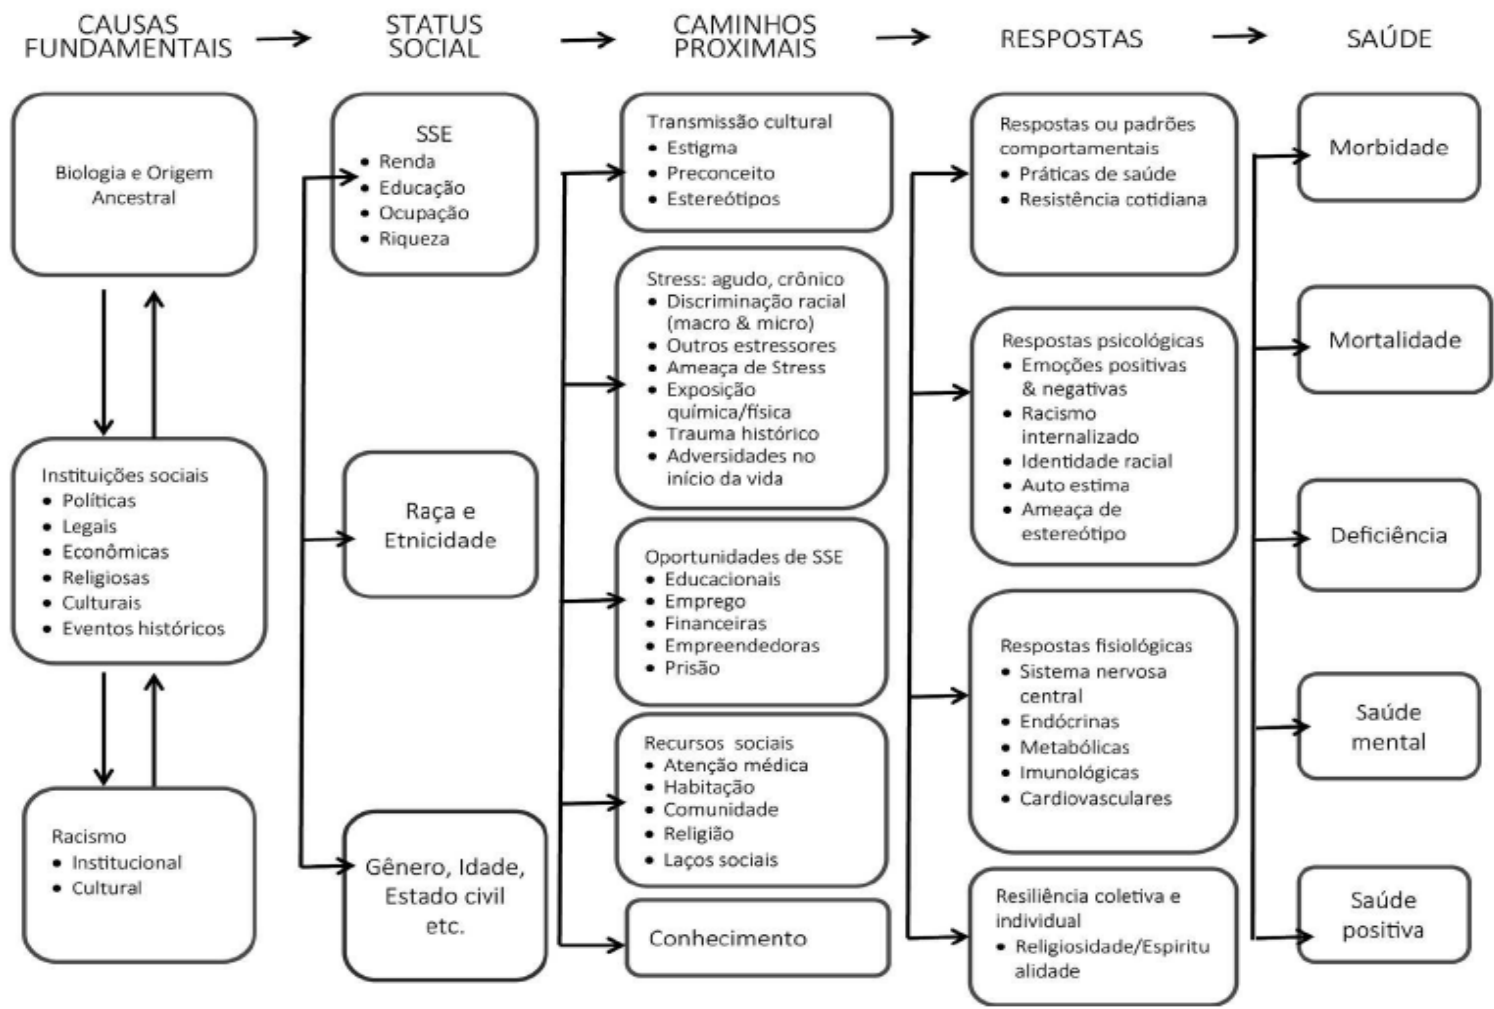 CAUSAS
FUNDAMENTAIS
STATUS
SOCIAL
CAMINHOS
PROXIMAIS
RESPOSTAS
SAÚDE
Biologia e Origem
Ancestral
Instituições sociais
• Políticas
• Legais
• Econômicas
• Religiosas
• Culturais
• Eventos históricos
Racismo
• Institucional
• Cultural
SSE
• Renda
• Educação
• Ocupação
• Riqueza
Raça e
Etnicidade
Gênero, Idade,
Estado civil
etc.
Transmissão cultural
• Estigma
• Preconceito
• Estereótipos
Stress: agudo, crônico
• Discriminação racial
(macro & micro)
• Outros estressores
• Ameaça de Stress
• Exposição
química/física
• Trauma histórico
• Adversidades no
início da vida
Oportunidades de SSE
• Educacionais
• Emprego
• Financeiras
• Empreendedoras
• Prisão
Recursos sociais
• Atenção médica
• Habitação
• Comunidade
• Religião
• Laços sociais
Conhecimento
Respostas ou padrões
comportamentais
• Práticas de saúde
• Resistência cotidiana
Respostas psicológicas
• Emoções positivas
& negativas
• Racismo
internalizado
• Identidade racial
• Auto estima
• Ameaça de
estereótipo
Respostas fisiológicas
• Sistema nervosa
central
• Endócrinas
• Metabólicas
• Imunológicas
• Cardiovasculares
Resiliência coletiva e
individual
• Religiosidade/Espiritu
alidade
Morbidade
Mortalidade
Deficiência
Saúde
mental
Saúde
positiva